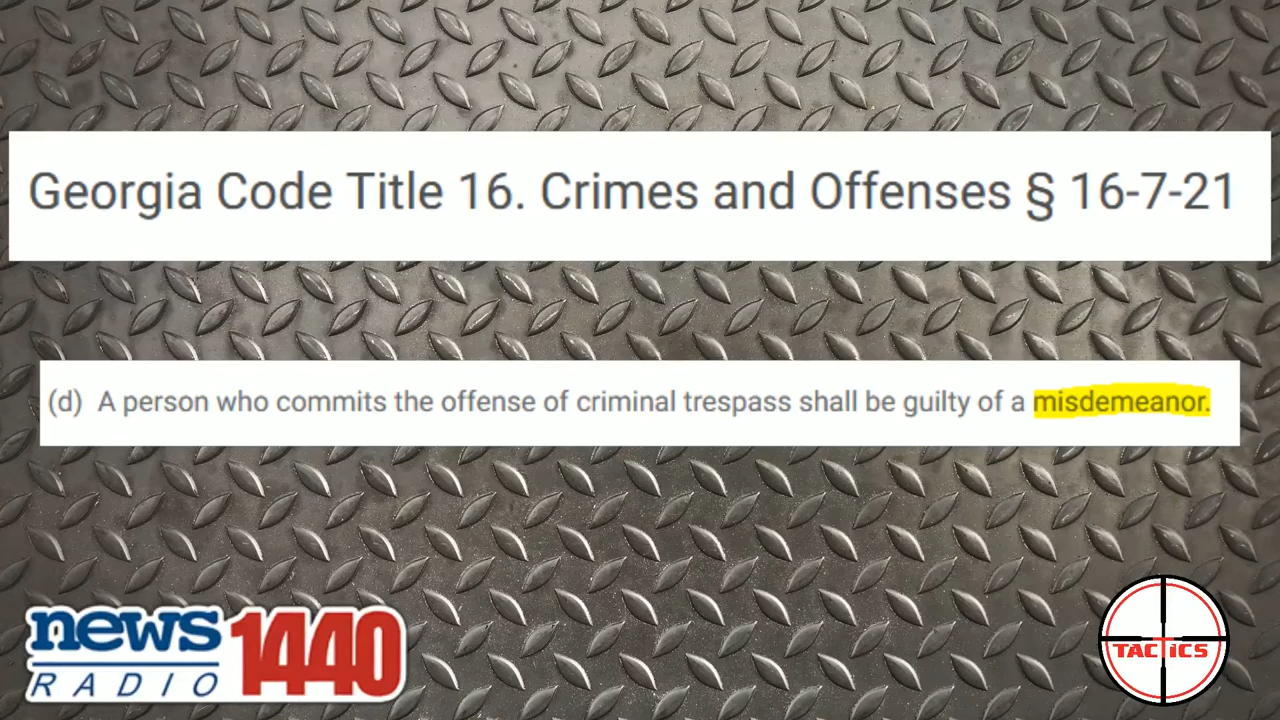 Georgia Code Title 16. Crimes and Offenses § 16-7-21
(d) A person who commits the offense of criminal trespass shall be guilty of a misdemeanor.
news 1440
RADIO
TACTICS